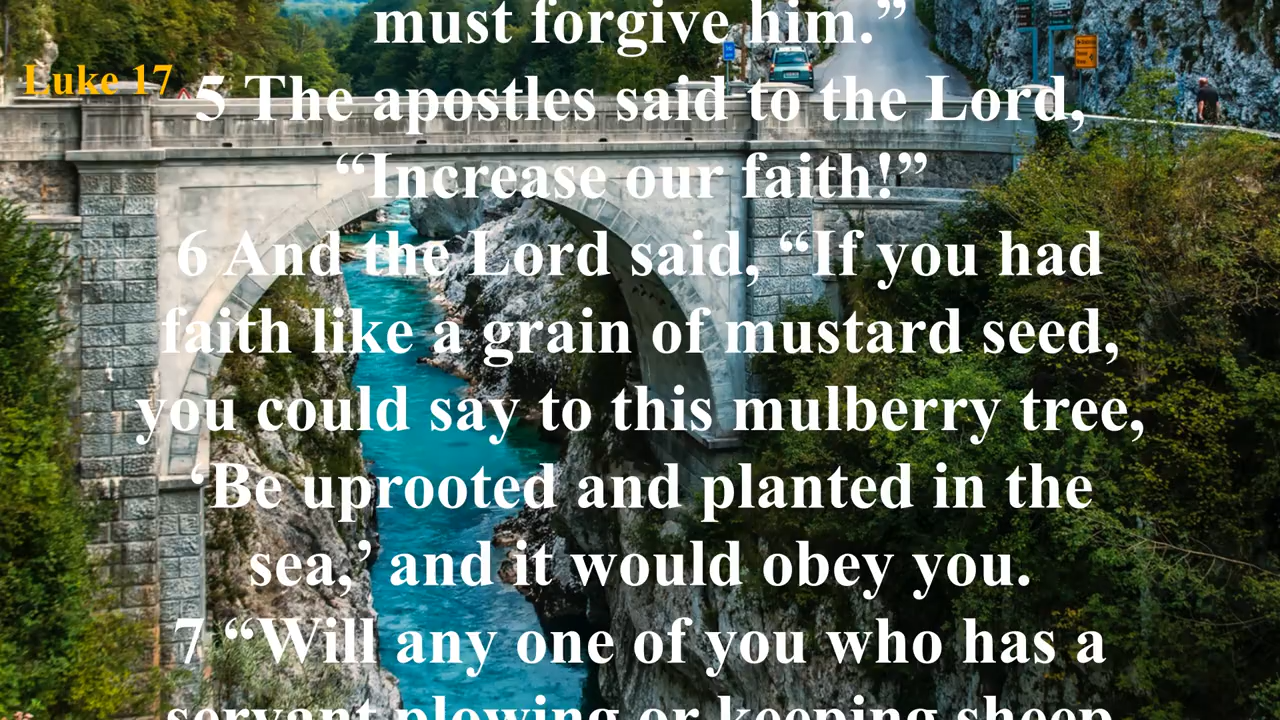 must forgive him.”
Luke 17
5 The apostles said to the Lord,
“Increase our faith!”
6 And the Lord said, “If you had
faith like a grain of mustard seed,
you could say to this mulberry tree,
‘Be uprooted and planted in the
sea,’ and it would obey you.
7 “Will any one of you who has a
servant plowing or keeping sheep